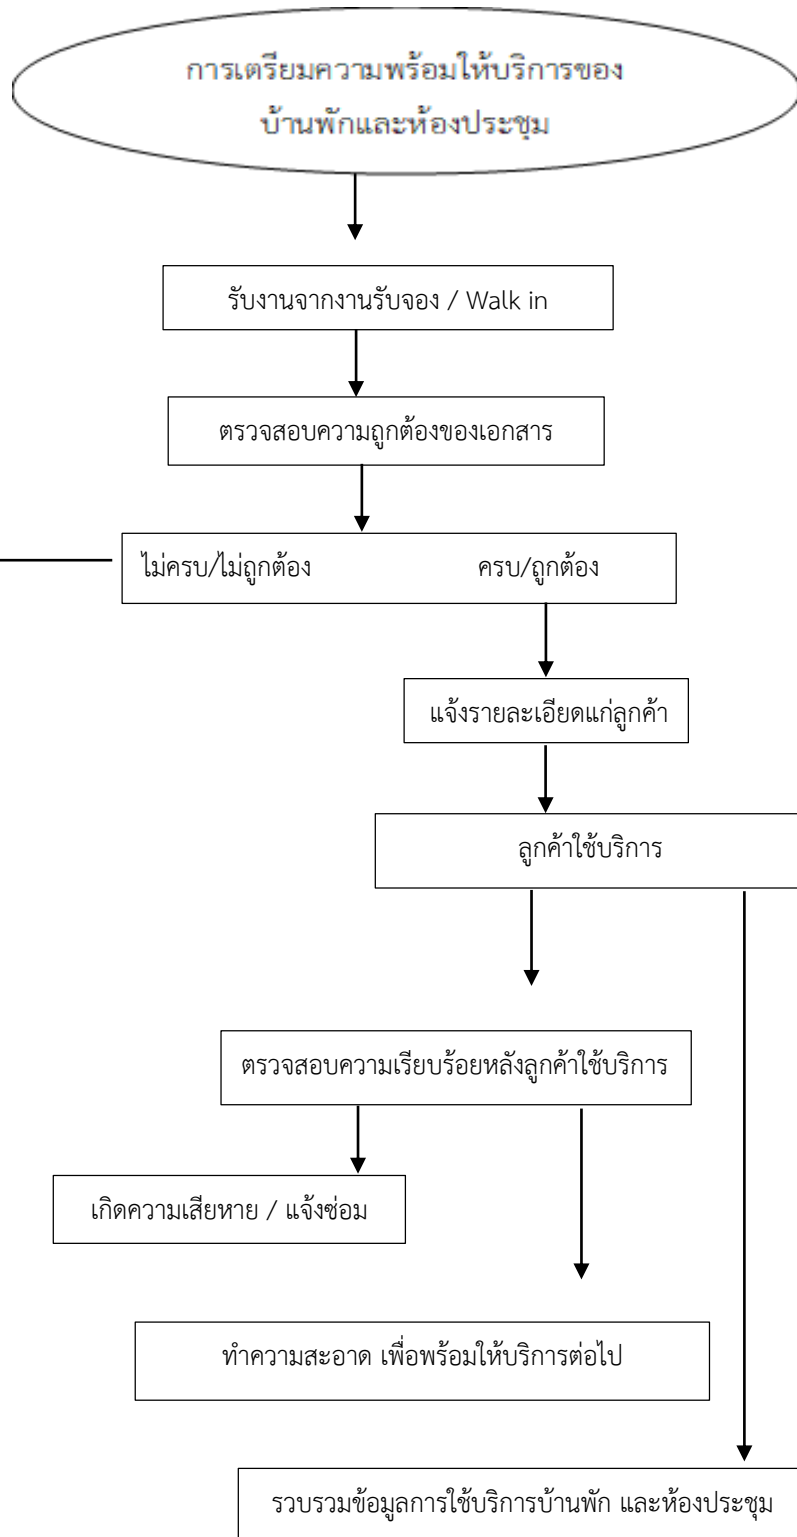 การเตรียมความพร้อมให้บริการของ
บ้านพักและห้องประชุม
รับงานจากงานรับจอง / Walk in
ตรวจสอบความถูกต้องของเอกสาร
ไม่ครบ/ไม่ถูกต้อง ครบ/ถูกต้อง
แจ้งรายละเอียดแก่ลูกค้า
ลูกค้าใช้บริการ
ตรวจสอบความเรียบร้อยหลังลูกค้าใช้บริการ
เกิดความเสียหาย / แจ้งซ่อม
ทำความสะอาด เพื่อพร้อมให้บริการต่อไป
รวบรวมข้อมูลการใช้บริการบ้านพัก และห้องประชุม